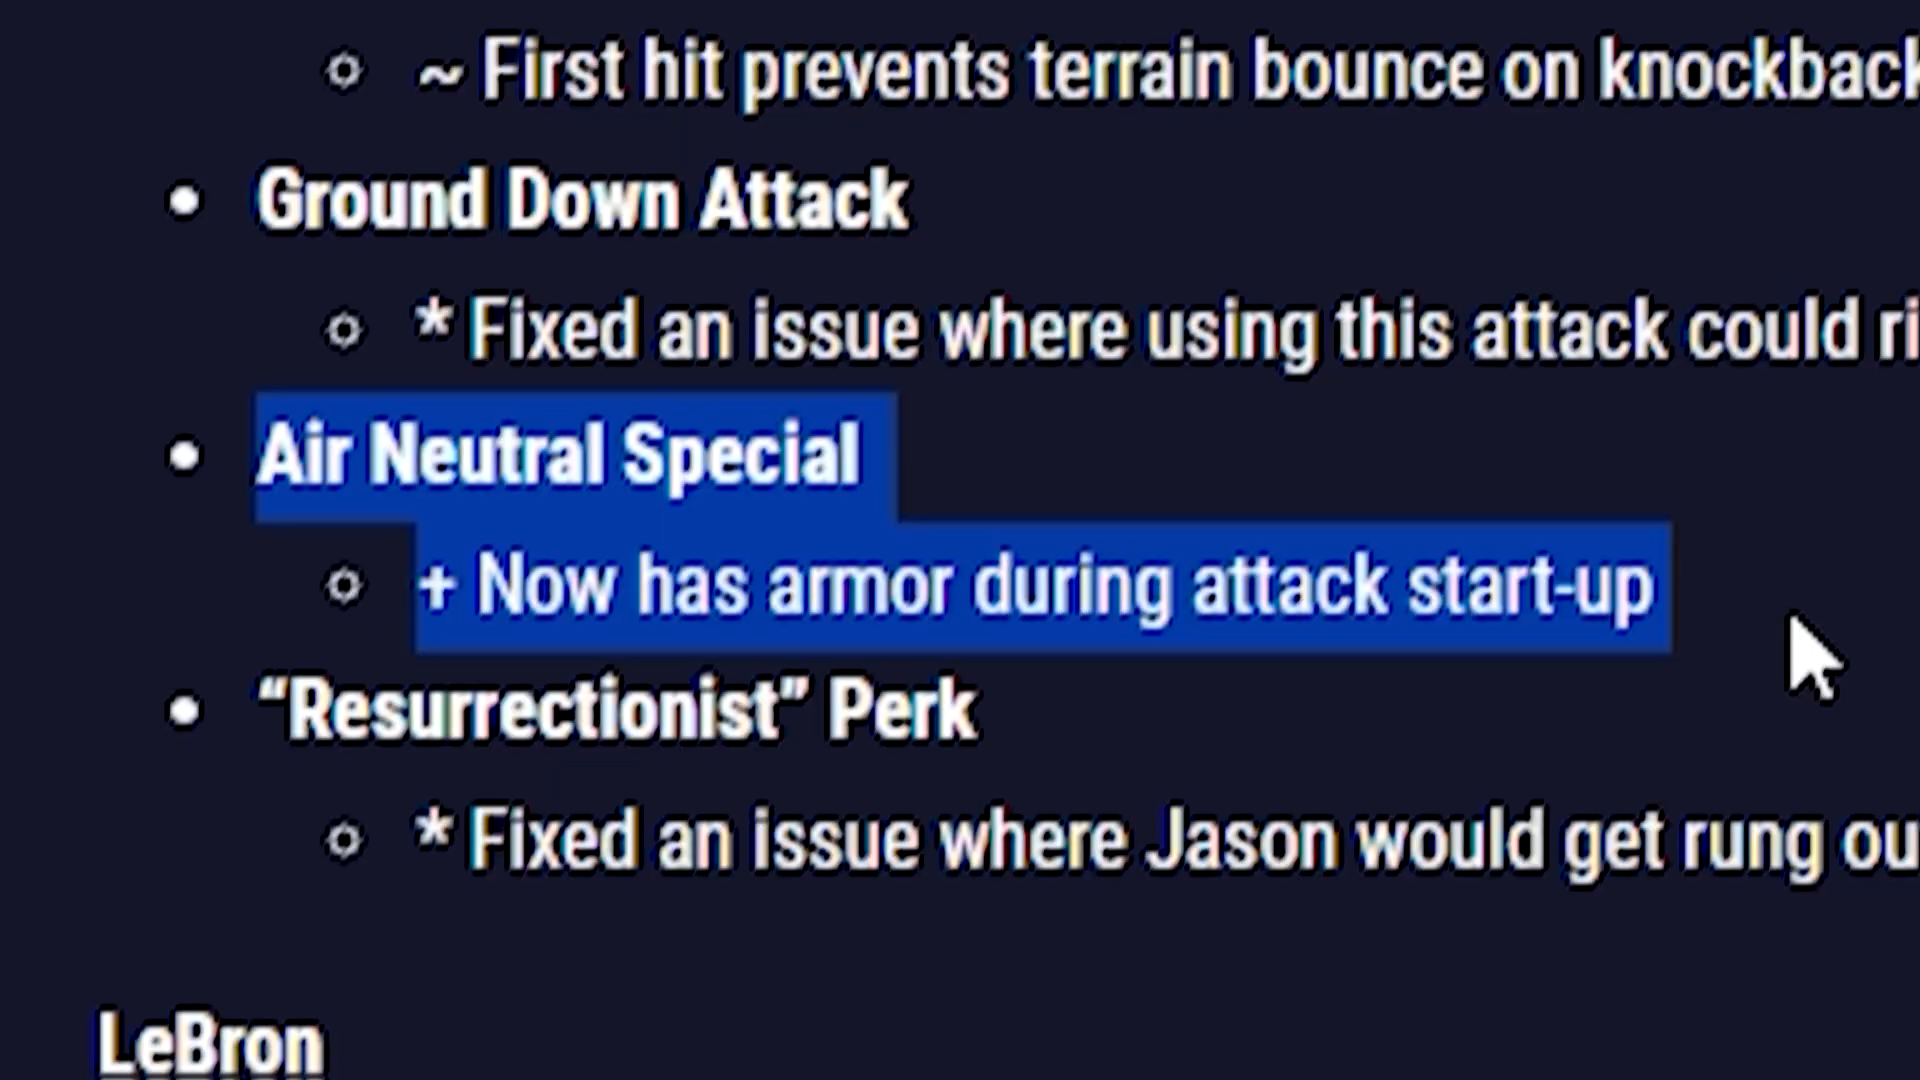 ~ First hit prevents terrain bounce on knockback
Ground Down Attack
* Fixed an issue where using this attack could
Air Neutral Special
+ Now has armor during attack start-up
“Resurrectionist” Perk
* Fixed an issue where Jason would get rung
LeBron